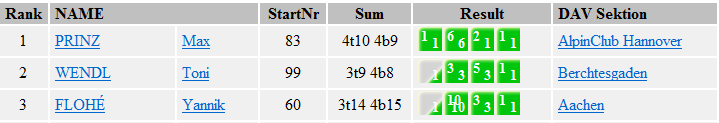 Rank NAME StartNr Sum Result DAV Sektion
1 PRINZ Max 83 4t10 4b9 1 1 6 6 2 1 1 1 AlpinClub Hannover
2 WENDL Toni 99 3t9 4b8 1 3 3 5 3 1 1 Berchtesgaden
3 FLOHÉ Yannik 60 3t14 4b15 1 10 10 3 3 1 1 Aachen